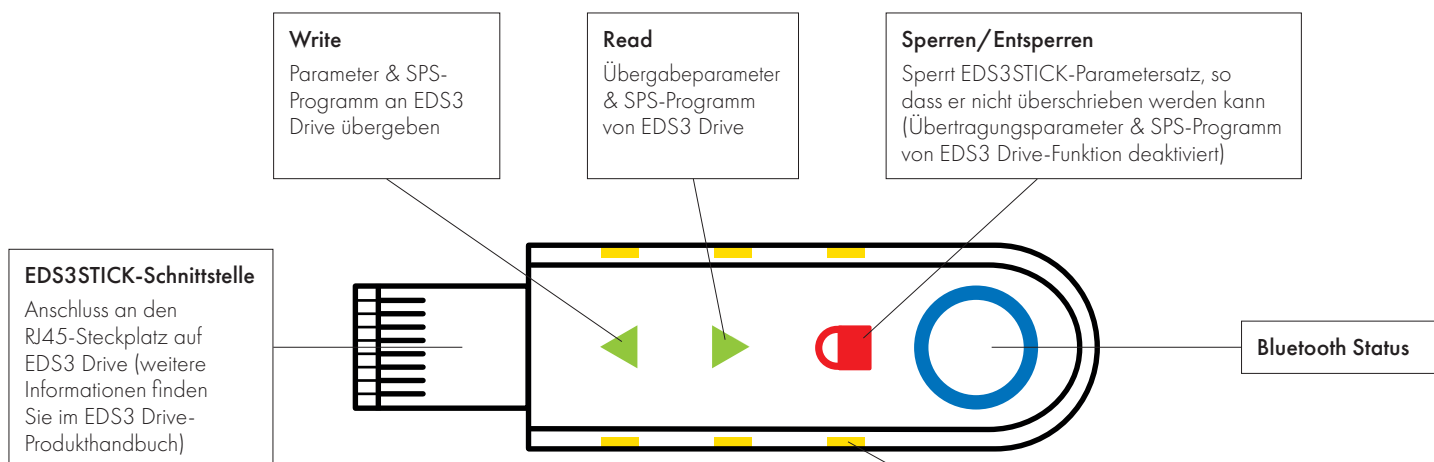 Write
Parameter & SPS-
Programm an EDS3
Drive übergeben
Read
Übergabeparameter
& SPS-Programm
von EDS3 Drive
Sperren/Entsperren
Sperrt EDS3STICK-Parametersatz, so
dass er nicht überschrieben werden kann
(Übertragungsparameter & SPS-Programm
von EDS3 Drive-Funktion deaktiviert)
EDS3STICK-Schnittstelle
Anschluss an den
RJ45-Steckplatz auf
EDS3 Drive (weitere
Informationen finden
Sie im EDS3 Drive-
Produkthandbuch)
Bluetooth Status